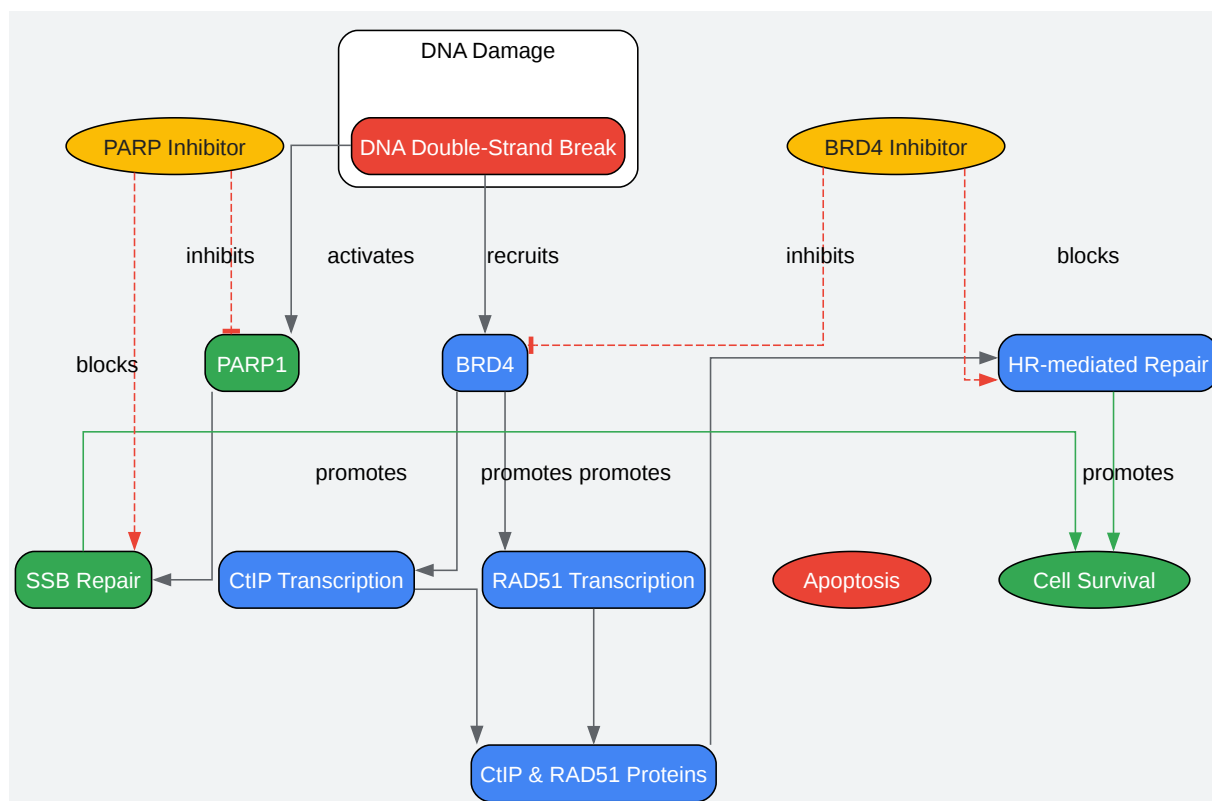 DNA Damage
PARP Inhibitor
DNA Double-Strand Break
BRD4 Inhibitor
inhibits
activates
recruits
inhibits
blocks
PARP1
BRD4
HR-mediated Repair
blocks
promotes
promotes
promotes
promotes
SSB Repair
CtIP Transcription
RAD51 Transcription
Apoptosis
Cell Survival
CtIP & RAD51 Proteins